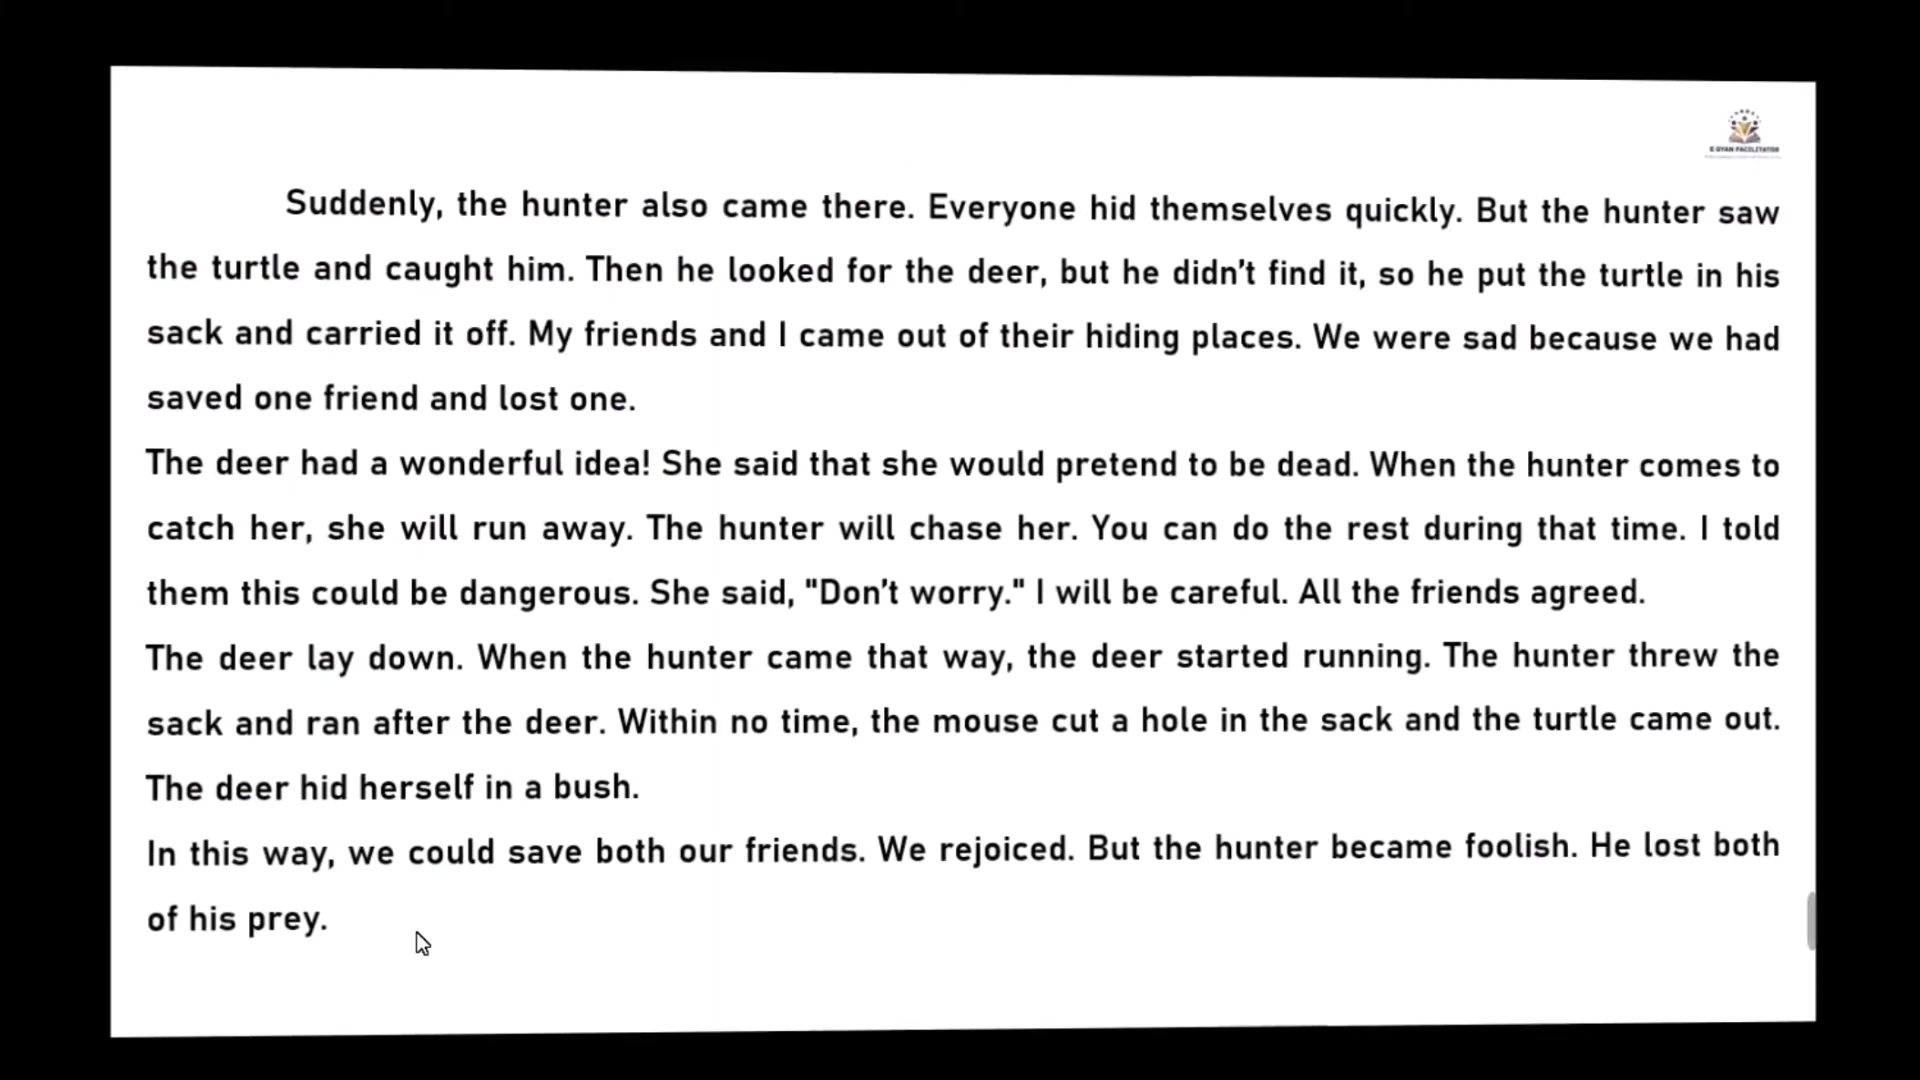 E GYAN FACILITATOR
Suddenly, the hunter also came there. Everyone hid themselves quickly. But the hunter saw
the turtle and caught him. Then he looked for the deer, but he didn't find it, so he put the turtle in his
sack and carried it off. My friends and I came out of their hiding places. We were sad because we had
saved one friend and lost one.
The deer had a wonderful idea! She said that she would pretend to be dead. When the hunter comes to
catch her, she will run away. The hunter will chase her. You can do the rest during that time. I told
them this could be dangerous. She said, "Don't worry." I will be careful. All the friends agreed.
The deer lay down. When the hunter came that way, the deer started running. The hunter threw the
sack and ran after the deer. Within no time, the mouse cut a hole in the sack and the turtle came out.
The deer hid herself in a bush.
In this way, we could save both our friends. We rejoiced. But the hunter became foolish. He lost both
of his prey.